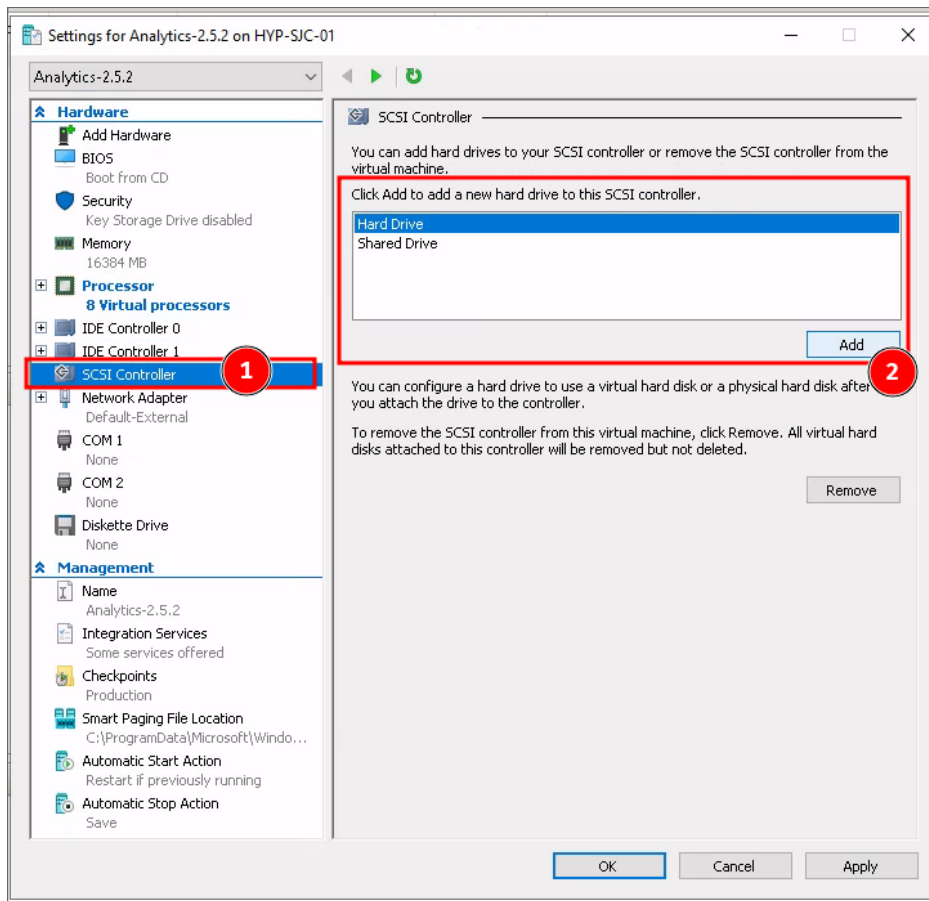 Settings for Analytics-2.5.2 on HYP-SJC-01
Analytics-2.5.2
Hardware
Add Hardware
BIOS
Boot from CD
Security
Key Storage Drive disabled
Memory
16384 MB
Processor
8 Virtual processors
IDE Controller 0
IDE Controller 1
SCSI Controller
1
Network Adapter
Default-External
COM 1
None
COM 2
None
Diskette Drive
None
Management
Name
Analytics-2.5.2
Integration Services
Some services offered
Checkpoints
Production
Smart Paging File Location
C:\ProgramData\Microsoft\Windo...
Automatic Start Action
Restart if previously running
Automatic Stop Action
Save
SCSI Controller
You can add hard drives to your SCSI controller or remove the SCSI controller from the
virtual machine.
Click Add to add a new hard drive to this SCSI controller.
Hard Drive
Shared Drive
Add
2
You can configure a hard drive to use a virtual hard disk or a physical hard disk after
you attach the drive to the controller.
To remove the SCSI controller from this virtual machine, click Remove. All virtual hard
disks attached to this controller will be removed but not deleted.
Remove
OK
Cancel
Apply